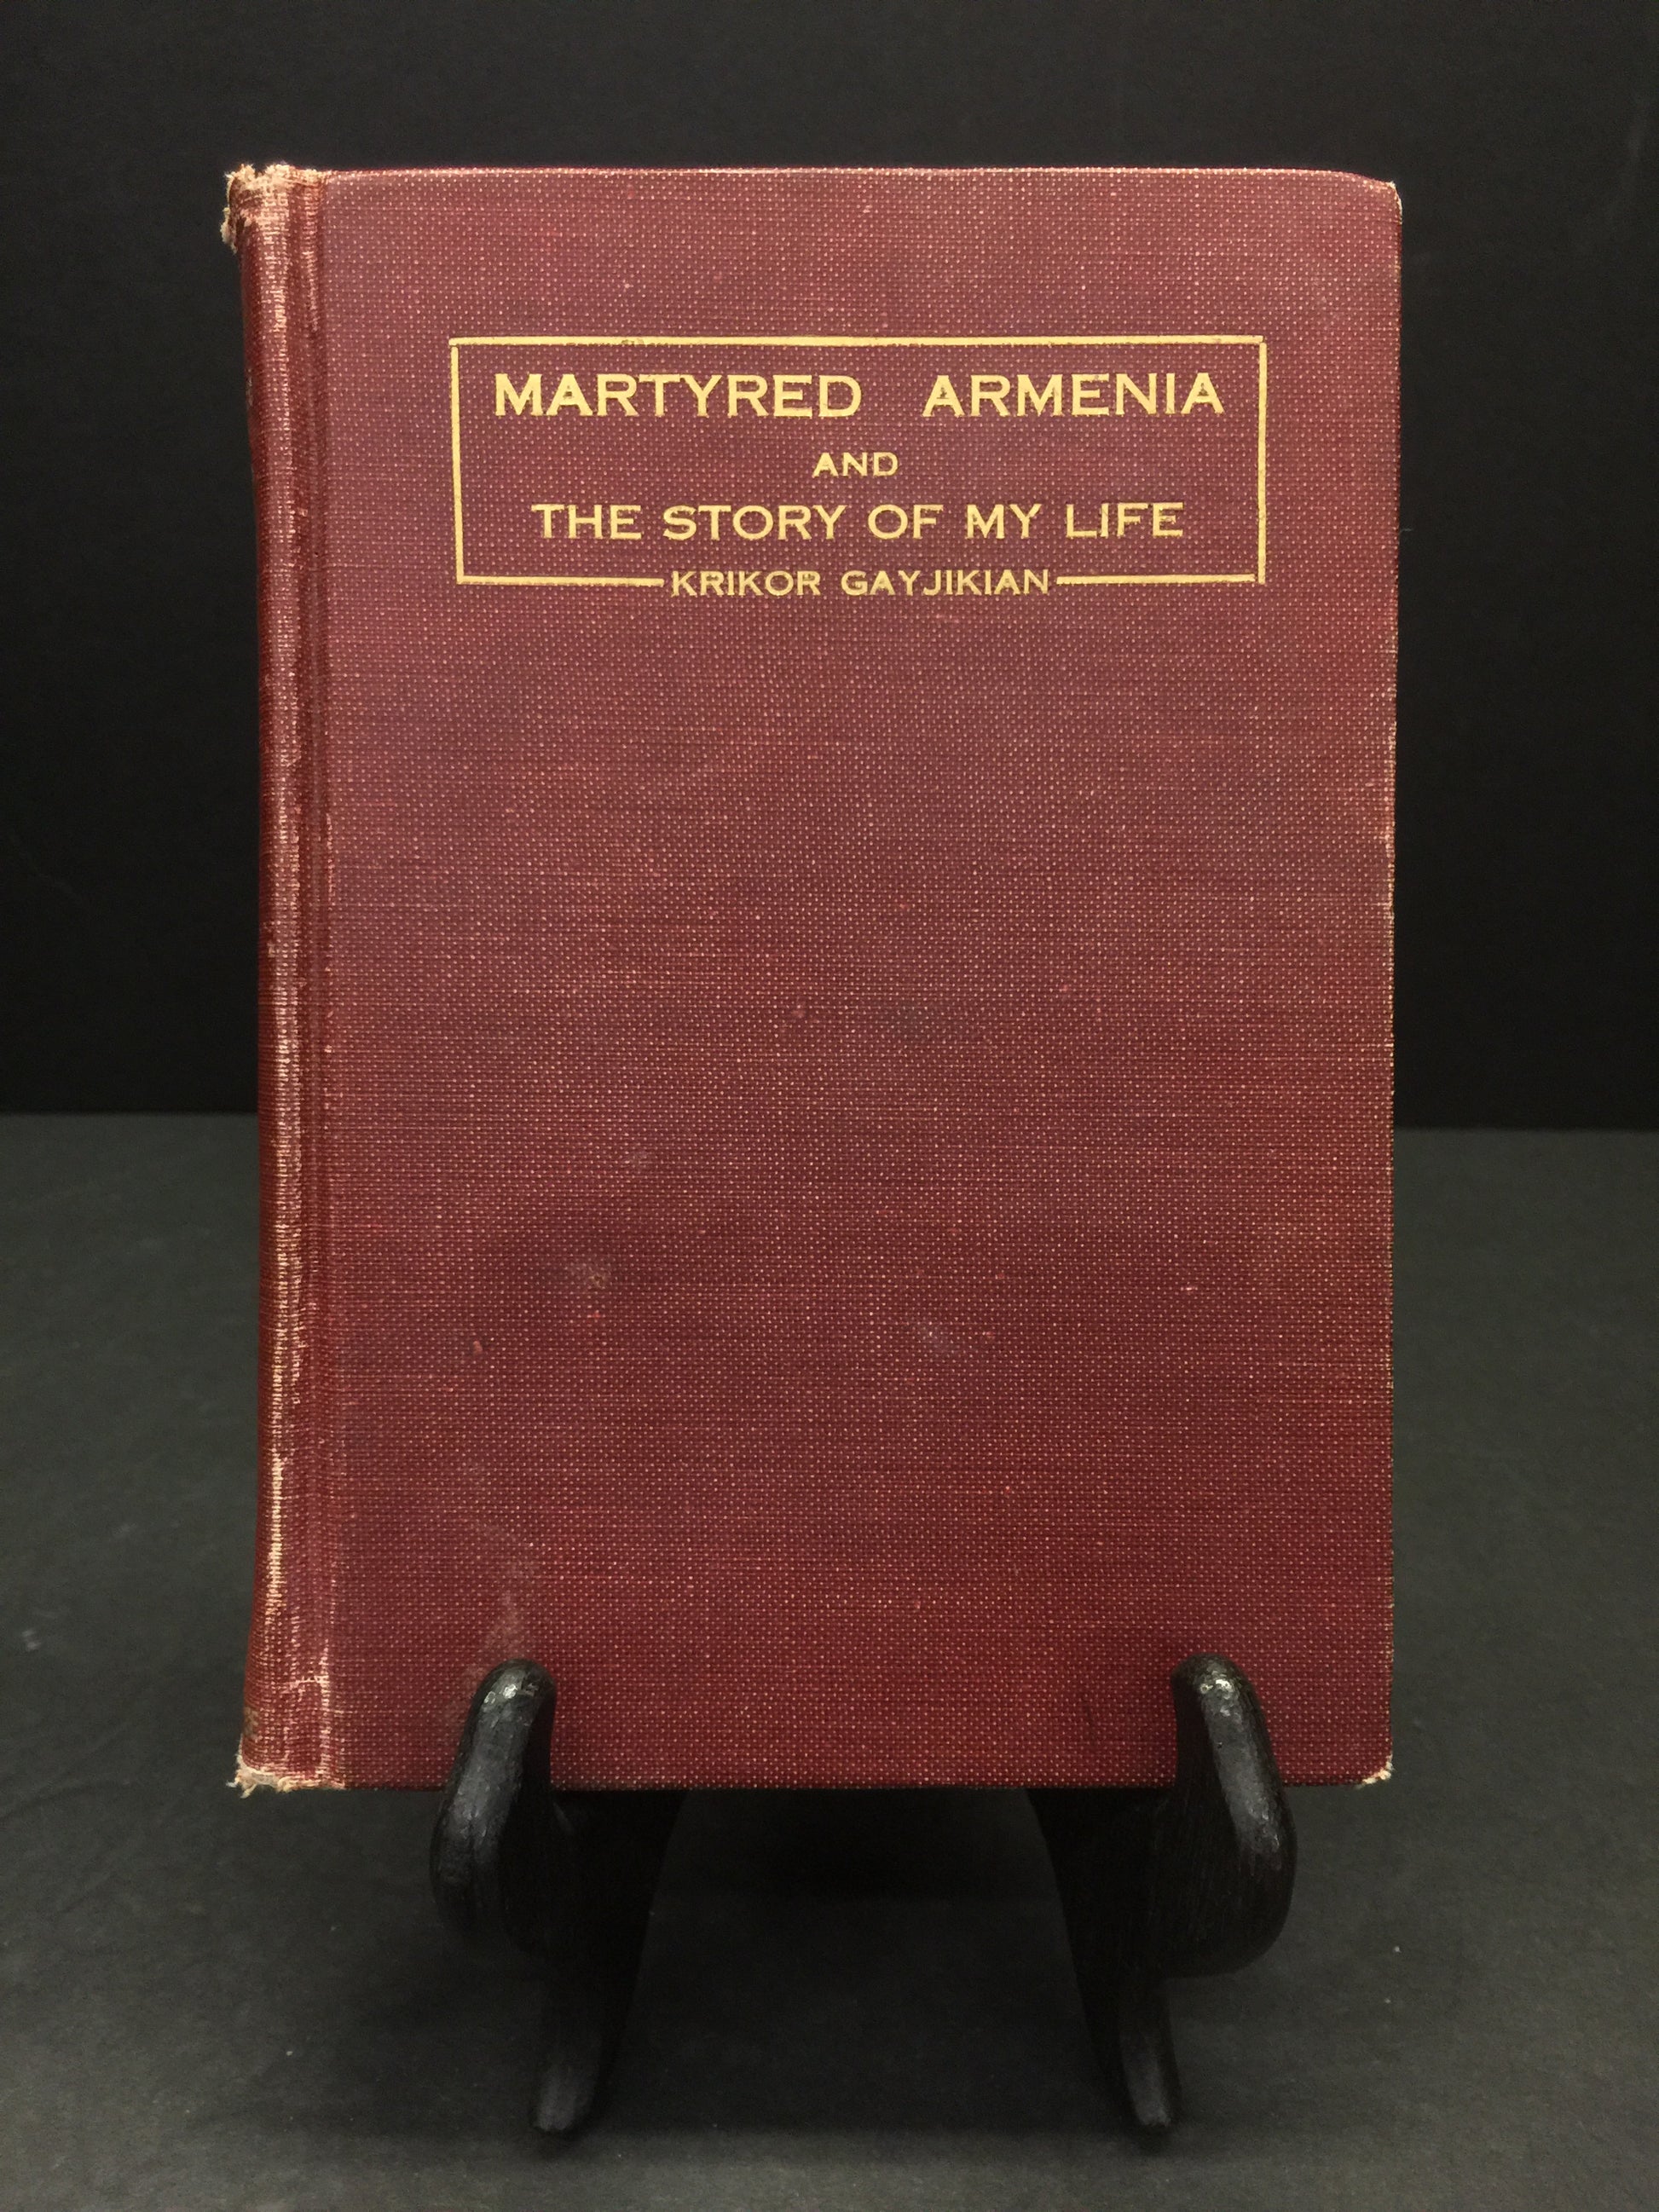 MARTYRED ARMENIA
AND
THE STORY OF MY LIFE
KRIKOR GAYJIKIAN